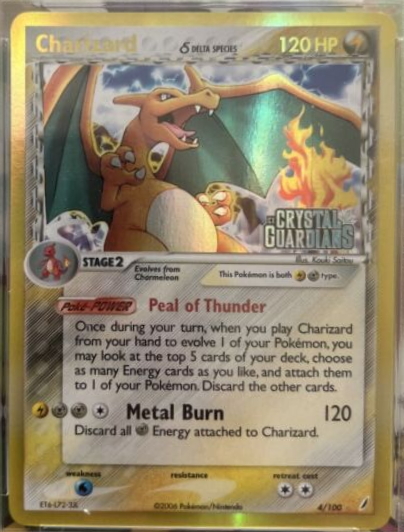 Charizard δ DELTA SPECIES 120 HP
EX CRYSTAL
GUARDIANS
Illus. Kouki Saitou
STAGE 2
Evolves from
Charmeleon
This Pokémon is both type.
Poké-POWER Peal of Thunder
Once during your turn, when you play Charizard
from your hand to evolve 1 of your Pokémon, you
may look at the top 5 cards of your deck, choose
as many Energy cards as you like, and attach them
to 1 of your Pokémon. Discard the other cards.
Metal Burn 120
Discard all Energy attached to Charizard.
weakness resistance retreat cost
©2006 Pokémon/Nintendo 4/100